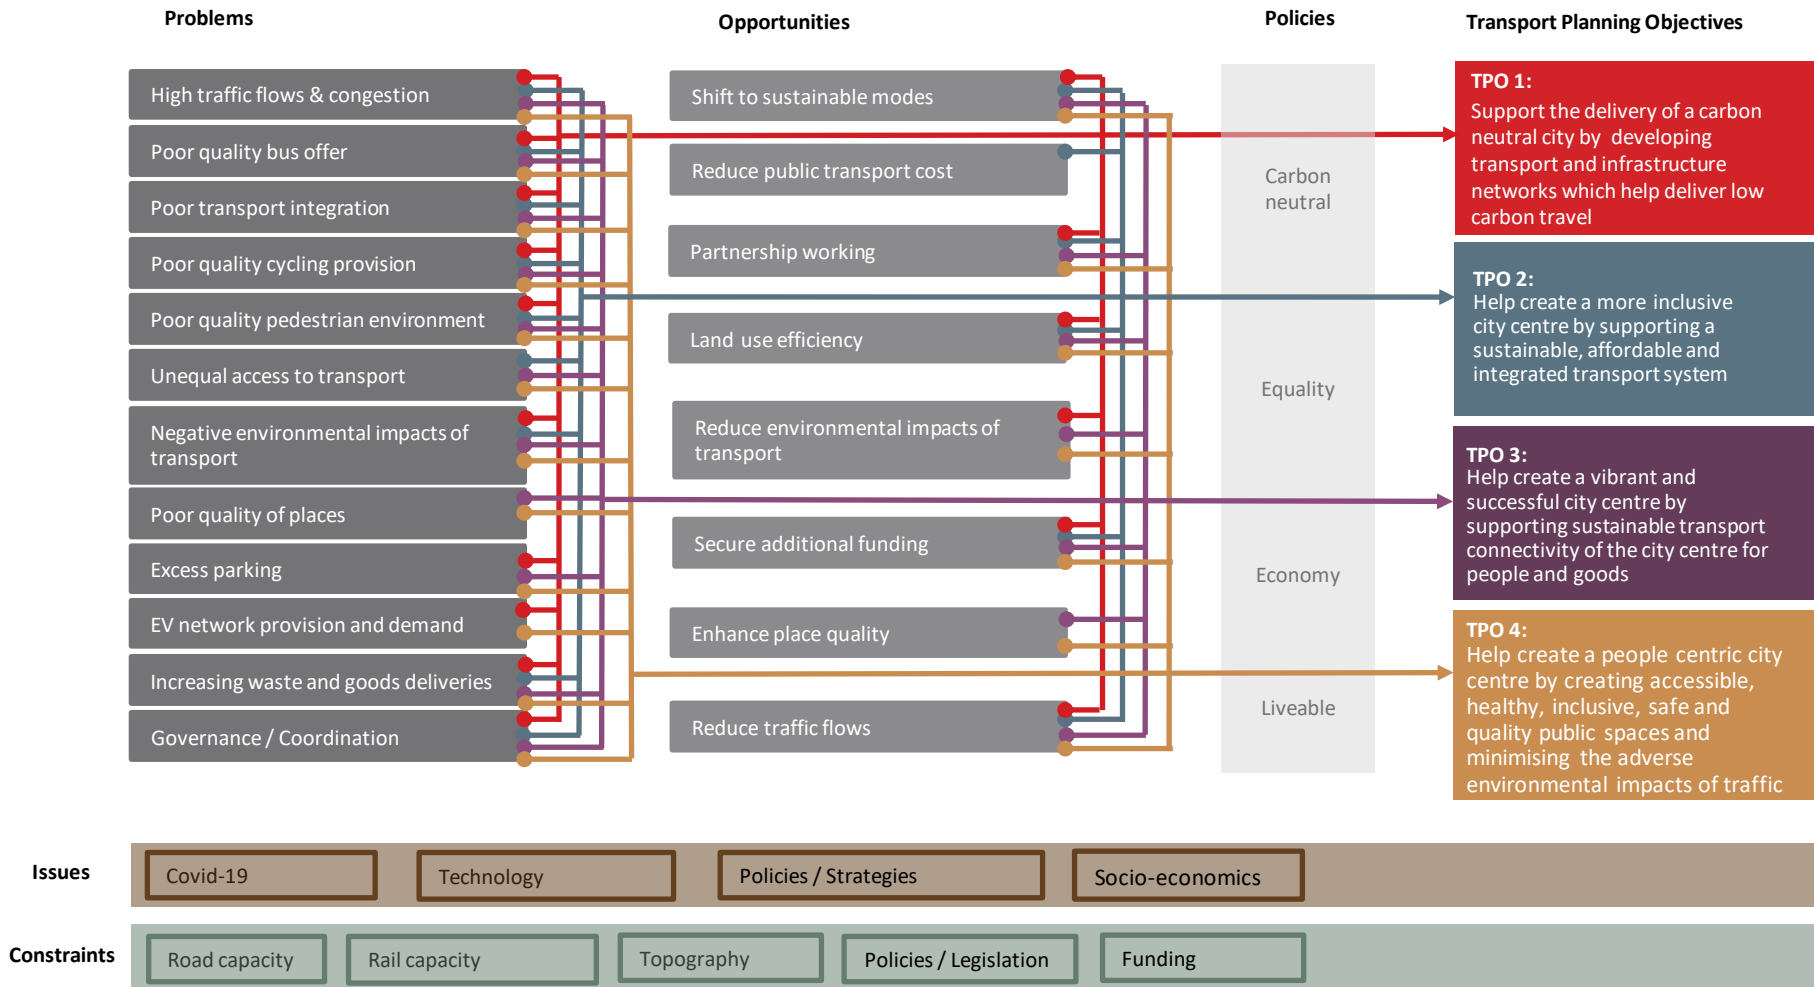 Problems
Opportunities
Policies
Transport Planning Objectives
High traffic flows & congestion
Poor quality bus offer
Poor transport integration
Poor quality cycling provision
Poor quality pedestrian environment
Unequal access to transport
Negative environmental impacts of
transport
Poor quality of places
Excess parking
EV network provision and demand
Increasing waste and goods deliveries
Governance / Coordination
Shift to sustainable modes
Reduce public transport cost
Partnership working
Land use efficiency
Reduce environmental impacts of
transport
Secure additional funding
Enhance place quality
Reduce traffic flows
Carbon
neutral
Equality
Economy
Liveable
TPO 1:
Support the delivery of a carbon
neutral city by developing
transport and infrastructure
networks which help deliver low
carbon travel
TPO 2:
Help create a more inclusive
city centre by supporting a
sustainable, affordable and
integrated transport system
TPO 3:
Help create a vibrant and
successful city centre by
supporting sustainable transport
connectivity of the city centre for
people and goods
TPO 4:
Help create a people centric city
centre by creating accessible,
healthy, inclusive, safe and
quality public spaces and
minimising the adverse
environmental impacts of traffic
Issues
Covid-19
Technology
Policies / Strategies
Socio-economics
Constraints
Road capacity
Rail capacity
Topography
Policies / Legislation
Funding